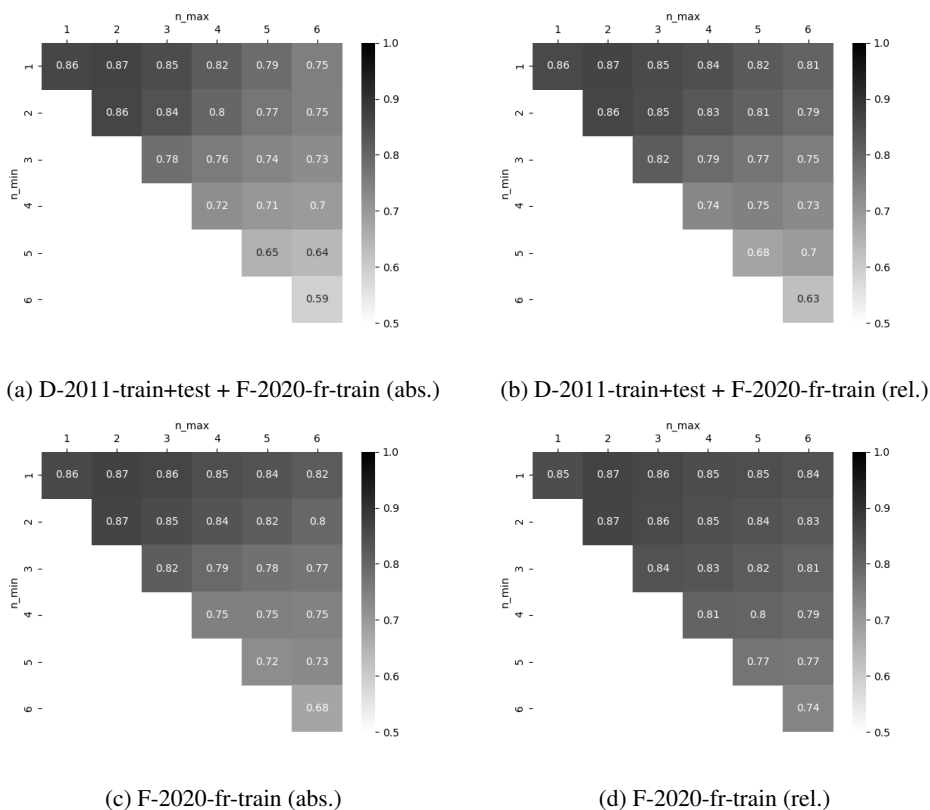 n_max
1 2 3 4 5 6
1 0.86 0.87 0.85 0.82 0.79 0.75
2 0.86 0.84 0.8 0.77 0.75
3 0.78 0.76 0.74 0.73
4 0.72 0.71 0.7
5 0.65 0.64
6 0.59
n_min
1.0
0.9
0.8
0.7
0.6
0.5
(a) D-2011-train+test + F-2020-fr-train (abs.)
n_max
1 2 3 4 5 6
1 0.86 0.87 0.85 0.84 0.82 0.81
2 0.86 0.85 0.83 0.81 0.79
3 0.82 0.79 0.77 0.75
4 0.74 0.75 0.73
5 0.68 0.7
6 0.63
n_min
1.0
0.9
0.8
0.7
0.6
0.5
(b) D-2011-train+test + F-2020-fr-train (rel.)
n_max
1 2 3 4 5 6
1 0.86 0.87 0.86 0.85 0.84 0.82
2 0.87 0.85 0.84 0.82 0.8
3 0.82 0.79 0.78 0.77
4 0.75 0.75 0.75
5 0.72 0.73
6 0.68
n_min
1.0
0.9
0.8
0.7
0.6
0.5
(c) F-2020-fr-train (abs.)
n_max
1 2 3 4 5 6
1 0.85 0.87 0.86 0.85 0.85 0.84
2 0.87 0.86 0.85 0.84 0.83
3 0.84 0.83 0.82 0.81
4 0.81 0.8 0.79
5 0.77 0.77
6 0.74
n_min
1.0
0.9
0.8
0.7
0.6
0.5
(d) F-2020-fr-train (rel.)